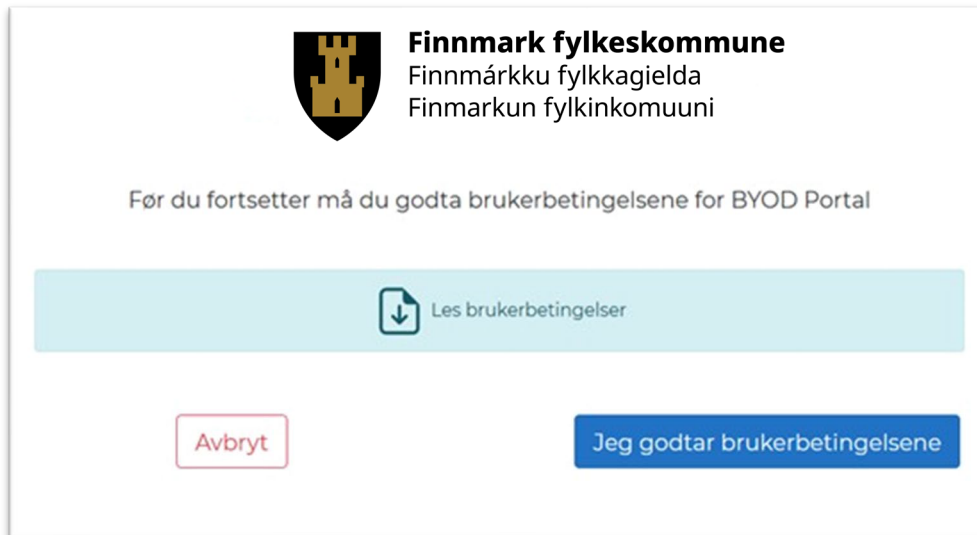 Finnmark fylkeskommune
Finnmárkku fylkkagielda
Finmarkun fylkinkomuuni
Før du fortsetter må du godta brukerbetingelsene for BYOD Portal
Les brukerbetingelser
Avbryt
Jeg godtar brukerbetingelsene